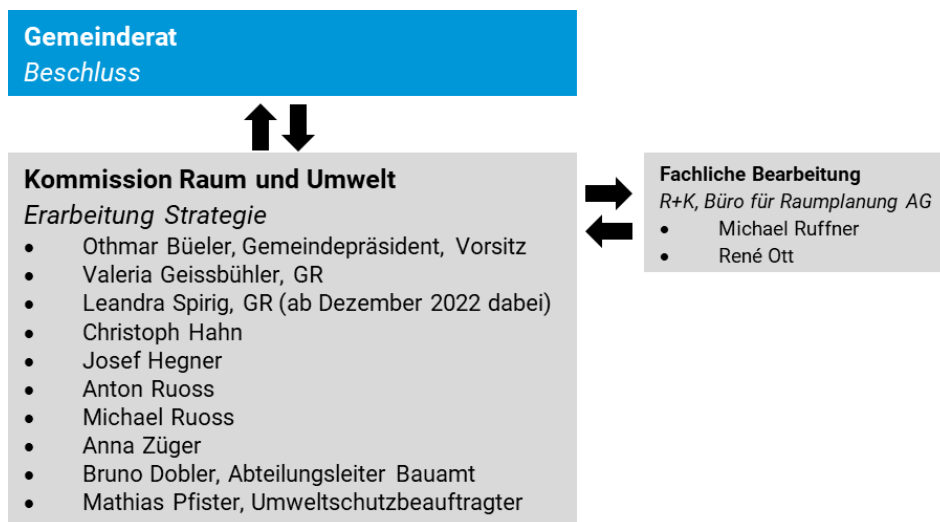 Gemeinderat
Beschluss
Kommission Raum und Umwelt
Erarbeitung Strategie
• Othmar Büeler, Gemeindepräsident, Vorsitz
• Valeria Geissbühler, GR
• Leandra Spirig, GR (ab Dezember 2022 dabei)
• Christoph Hahn
• Josef Hegner
• Anton Ruoss
• Michael Ruoss
• Anna Züger
• Bruno Dobler, Abteilungsleiter Bauamt
• Mathias Pfister, Umweltschutzbeauftragter
Fachliche Bearbeitung
R+K, Büro für Raumplanung AG
• Michael Ruffner
• René Ott